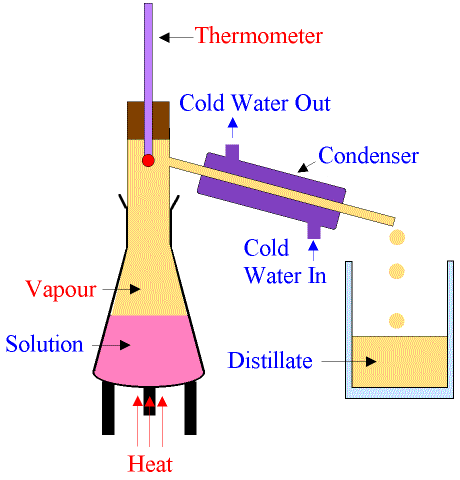 Thermometer
Cold Water Out
Condenser
Cold
Water In
Vapour
Solution
Distillate
Heat